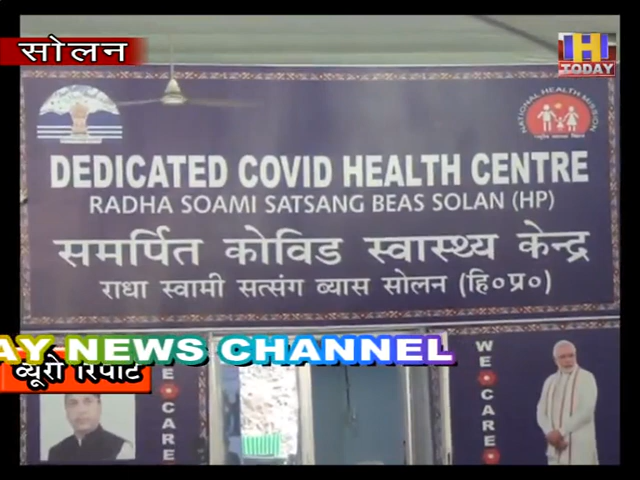 सोलन
H
TODAY
NATIONAL HEALTH MISSION
DEDICATED COVID HEALTH CENTRE
RADHA SOAMI SATSANG BEAS SOLAN (HP)
समर्पित कोविड स्वास्थ्य केन्द्र
राधा स्वामी सत्संग ब्यास सोलन (हि०प्र०)
AY NEWS CHANNEL
ब्यूरो रिपोर्ट
WE CARE
WE CARE